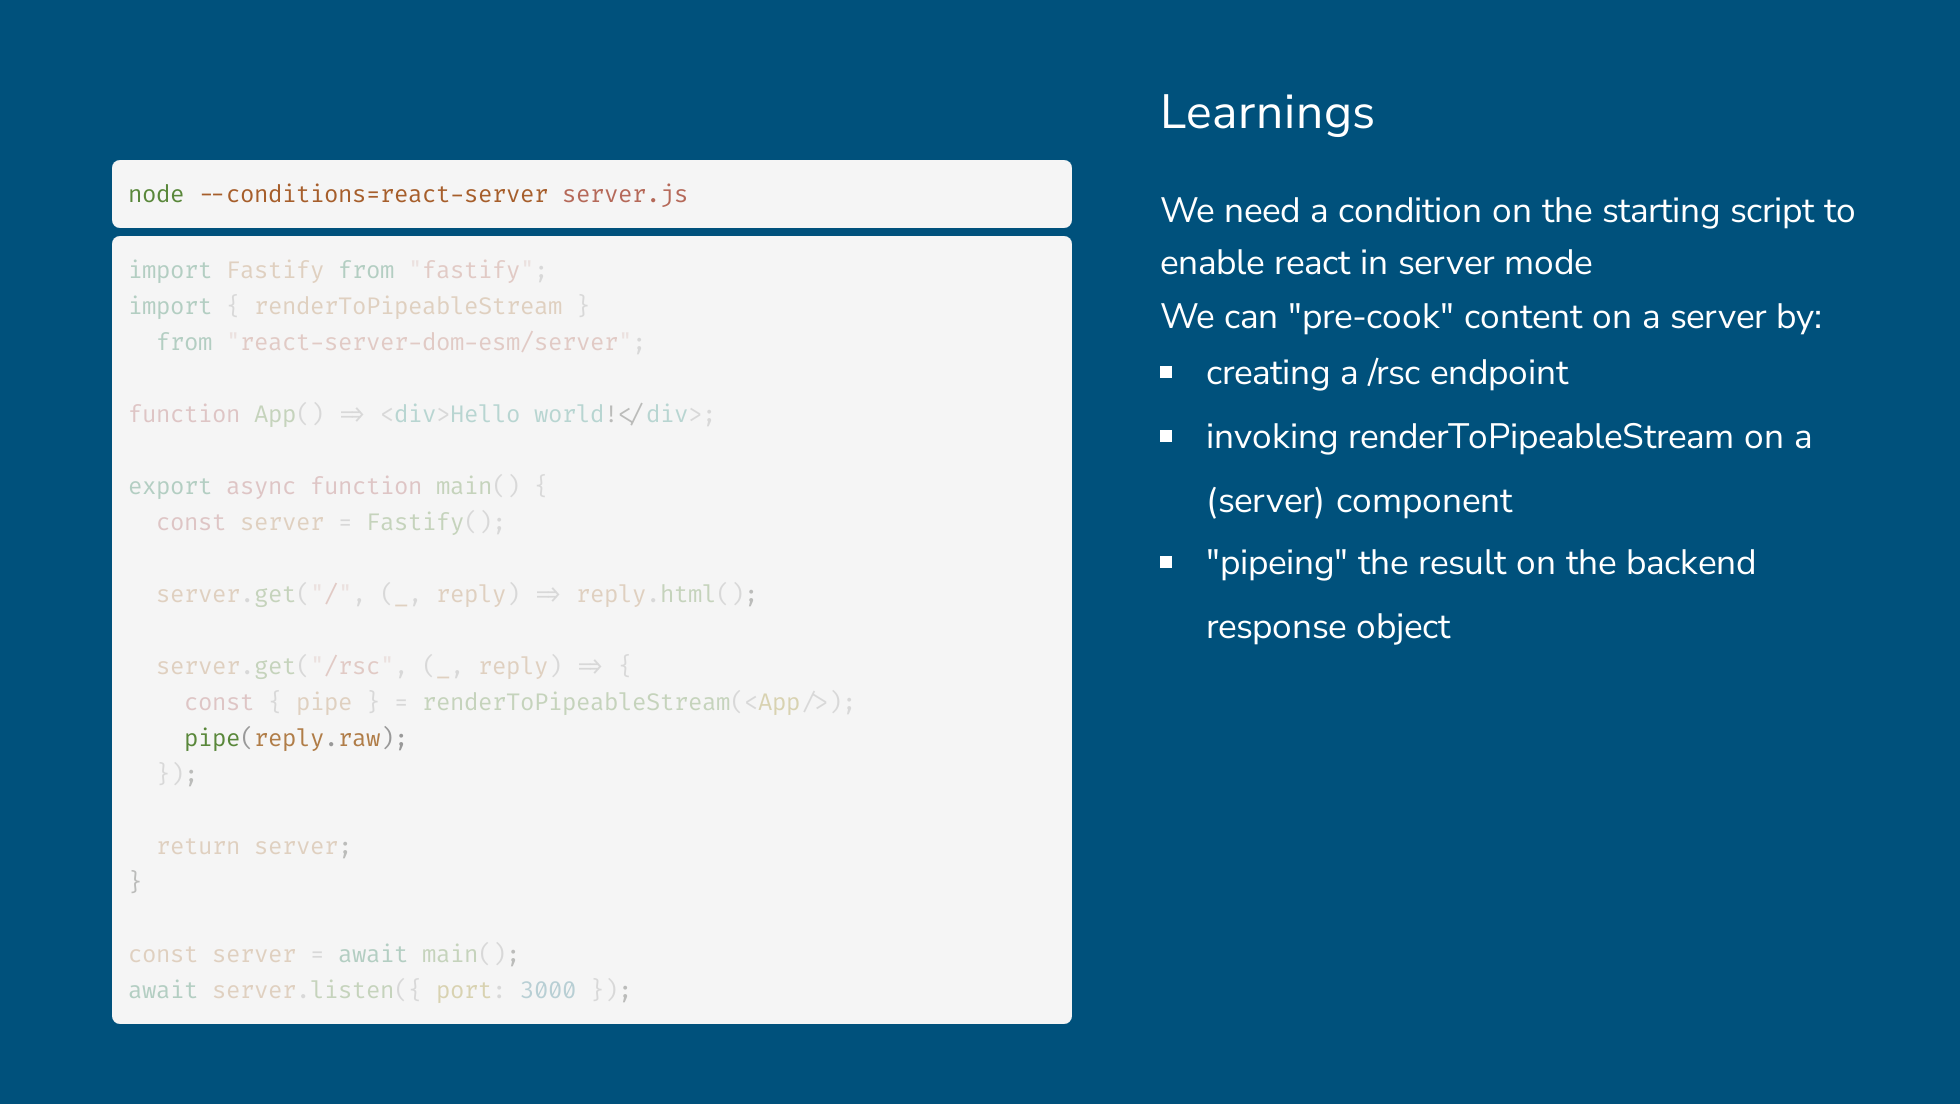 node --conditions=react-server server.js
import Fastify from "fastify";
import { renderToPipeableStream }
  from "react-server-dom-esm/server";
function App() => <div>Hello world!</div>;
export async function main() {
  const server = Fastify();
  server.get("/", (_, reply) => reply.html();
  server.get("/rsc", (_, reply) => {
    const { pipe } = renderToPipeableStream(<App/>);
    pipe(reply.raw);
  });
  return server;
}
const server = await main();
await server.listen({ port: 3000 });
Learnings
We need a condition on the starting script to
enable react in server mode
We can "pre-cook" content on a server by:
▪ creating a /rsc endpoint
▪ invoking renderToPipeableStream on a
(server) component
▪ "pipeing" the result on the backend
response object